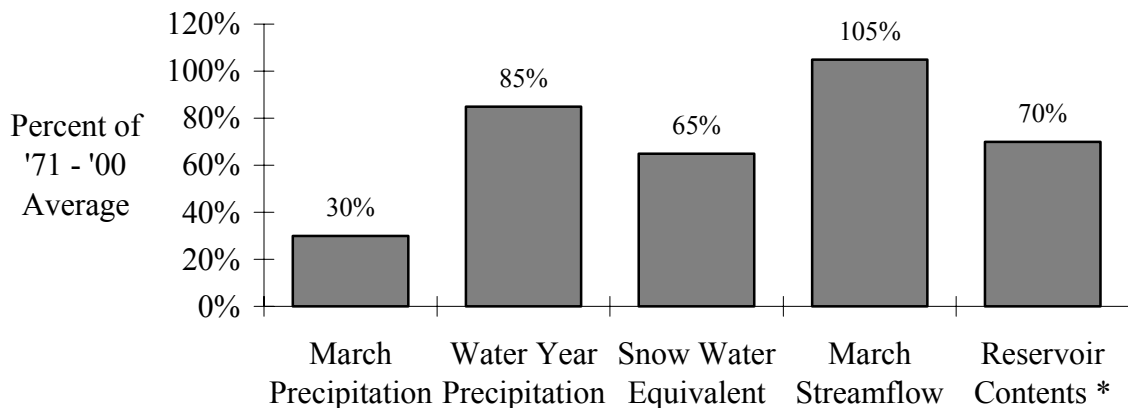 120%
100%
80%
60%
40%
20%
0%
Percent of
'71 - '00
Average
30%
85%
65%
105%
70%
March
Precipitation
Water Year
Precipitation
Snow Water
Equivalent
March
Streamflow
Reservoir
Contents *